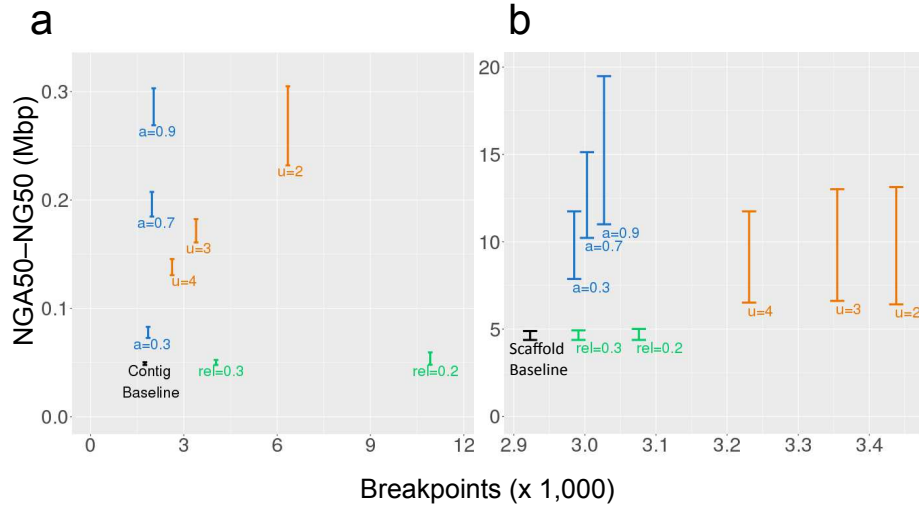 a
b
NGA50–NG50 (Mbp)
0.3
0.2
0.1
0.0
a=0.9
a=0.7
a=0.3
u=2
u=3
u=4
Contig
Baseline
rel=0.3
rel=0.2
0
3
6
9
12
20
15
10
5
0
a=0.9
a=0.7
a=0.3
u=4
u=3
u=2
Scaffold
Baseline
rel=0.3
rel=0.2
2.9
3.0
3.1
3.2
3.3
3.4
Breakpoints (x 1,000)